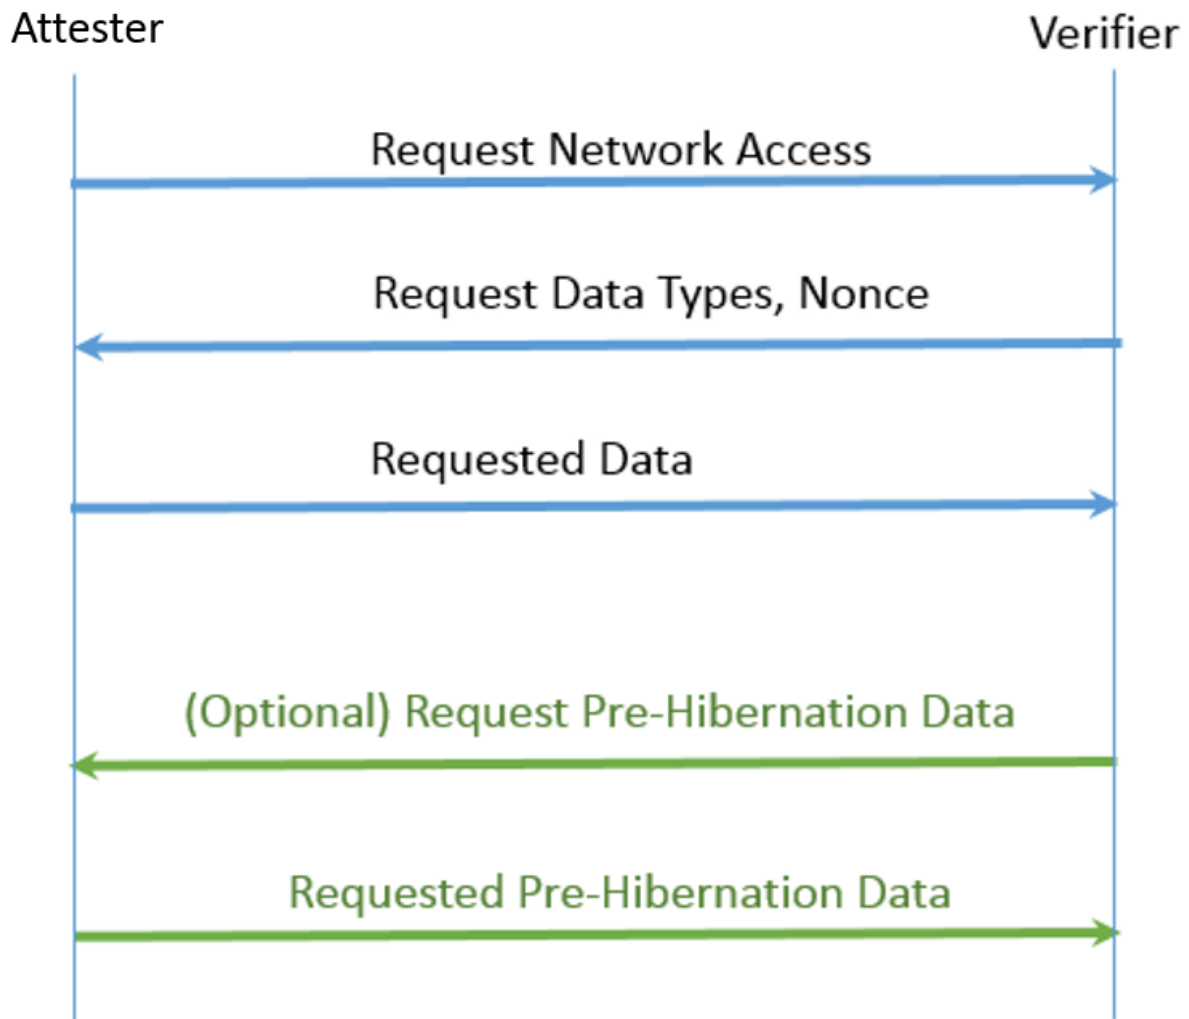 Attester
Verifier
Request Network Access
Request Data Types, Nonce
Requested Data
(Optional) Request Pre-Hibernation Data
Requested Pre-Hibernation Data